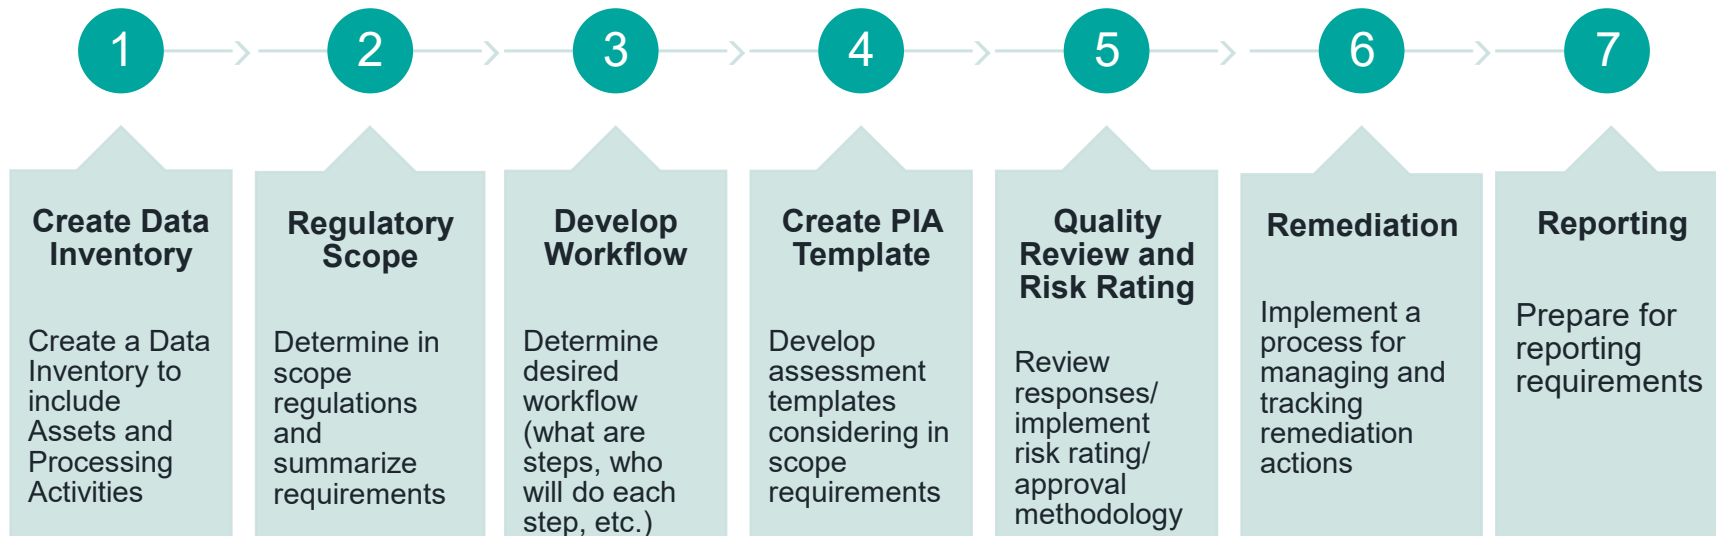 1
2
3
4
5
6
7
Create Data
Inventory
Create a Data
Inventory to
include
Assets and
Processing
Activities
Regulatory
Scope
Determine in
scope
regulations
and
summarize
requirements
Develop
Workflow
Determine
desired
workflow
(what are
steps, who
will do each
step, etc.)
Create PIA
Template
Develop
assessment
templates
considering in
scope
requirements
Quality
Review and
Risk Rating
Review
responses/
implement
risk rating/
approval
methodology
Remediation
Implement a
process for
managing and
tracking
remediation
actions
Reporting
Prepare for
reporting
requirements